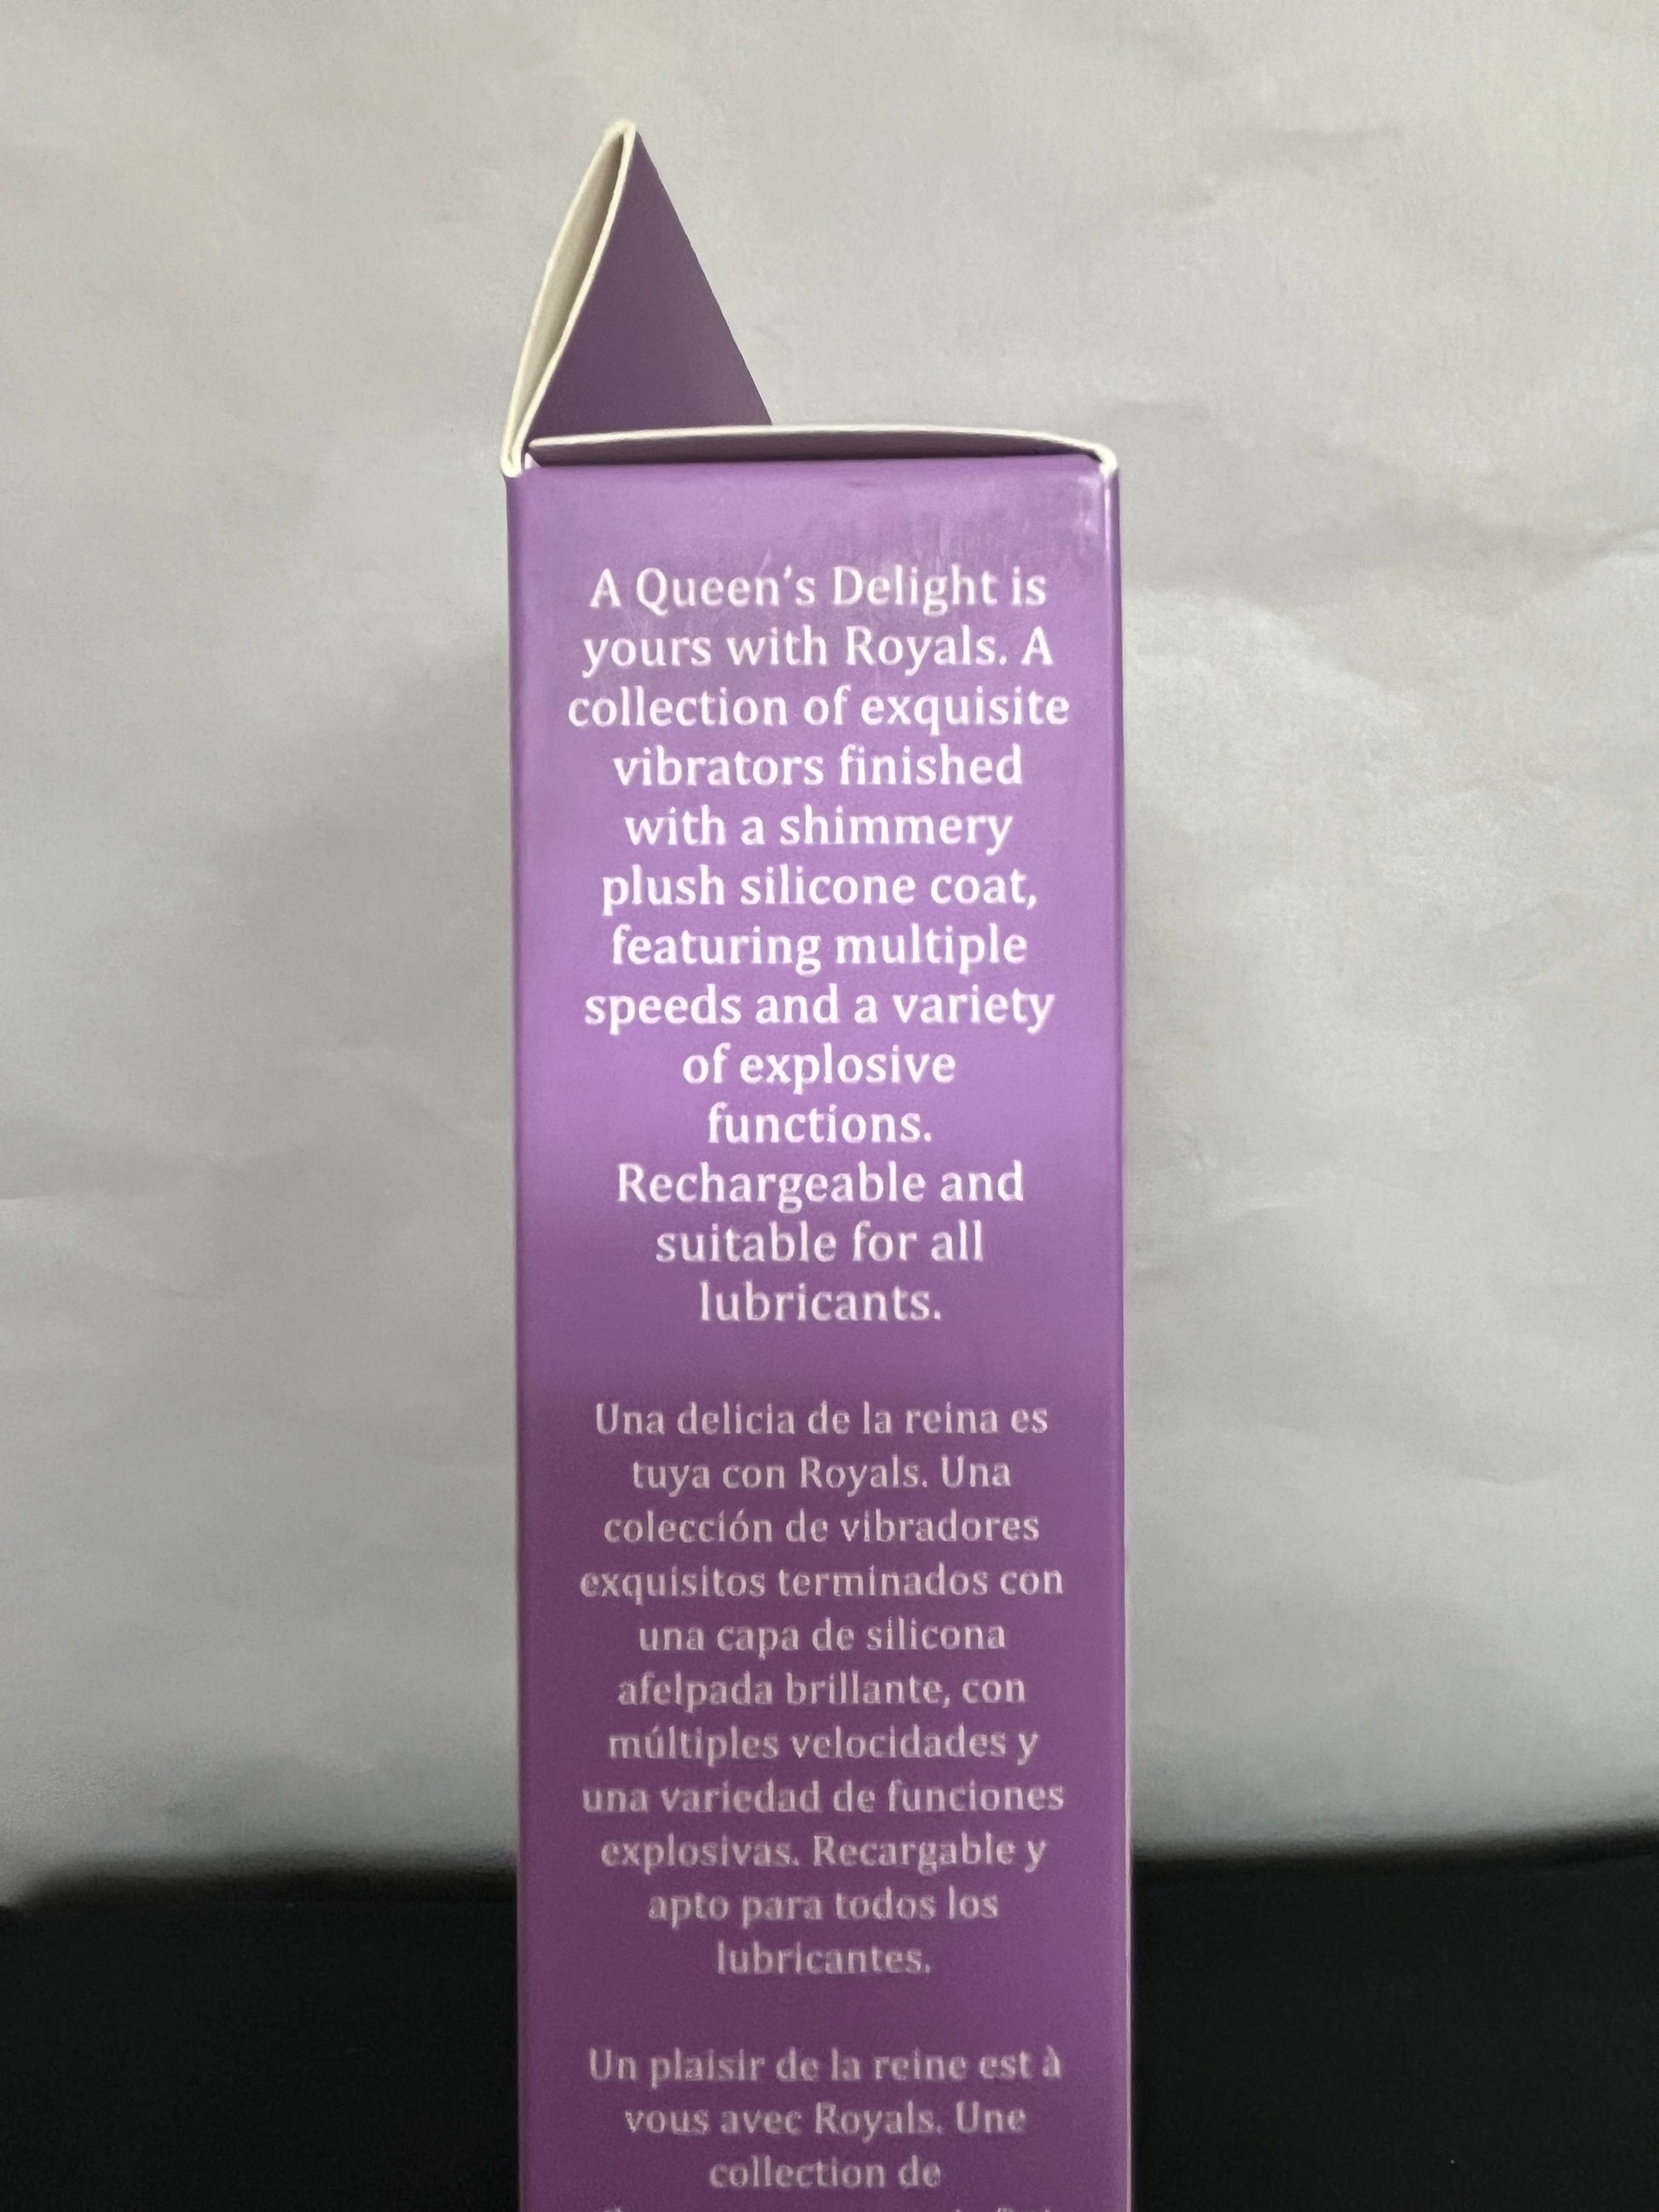 A Queen's Delight is
yours with Royals. A
collection of exquisite
vibrators finished
with a shimmery
plush silicone coat,
featuring multiple
speeds and a variety
of explosive
functions.
Rechargeable and
suitable for all
lubricants.
Una delicia de la reina es
tuya con Royals. Una
colección de vibradores
exquisitos terminados con
una capa de silicona
afelpada brillante, con
múltiples velocidades y
una variedad de funciones
explosivas. Recargable y
apto para todos los
lubricantes.
Un plaisir de la reine est à
vous avec Royals. Une
collection de